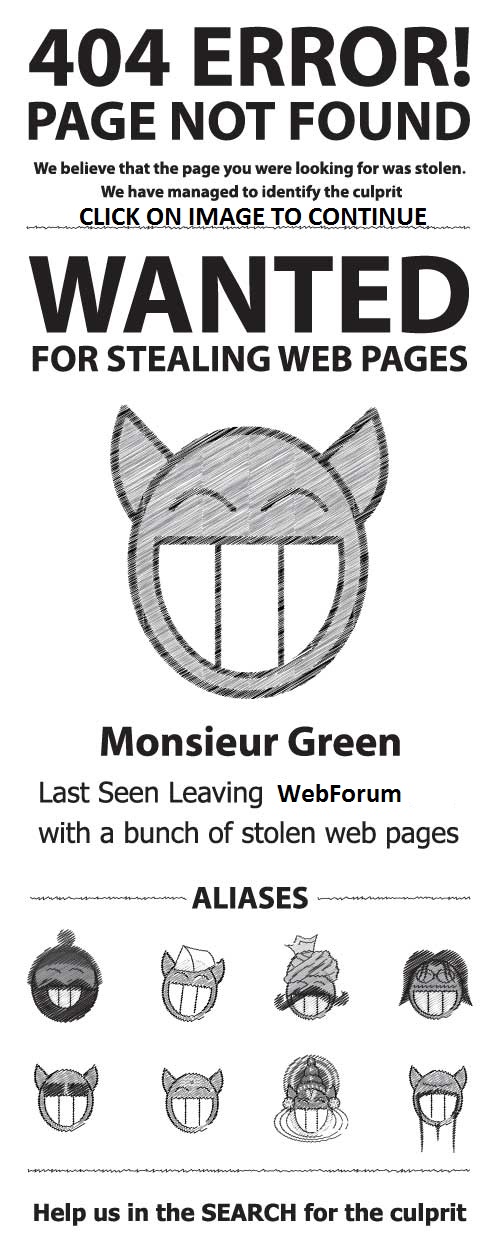 404 ERROR!
PAGE NOT FOUND
We believe that the page you were looking for was stolen.
We have managed to identify the culprit
CLICK ON IMAGE TO CONTINUE
WANTED
FOR STEALING WEB PAGES
Monsieur Green
Last Seen Leaving WebForum
with a bunch of stolen web pages
ALIASES
Help us in the SEARCH for the culprit